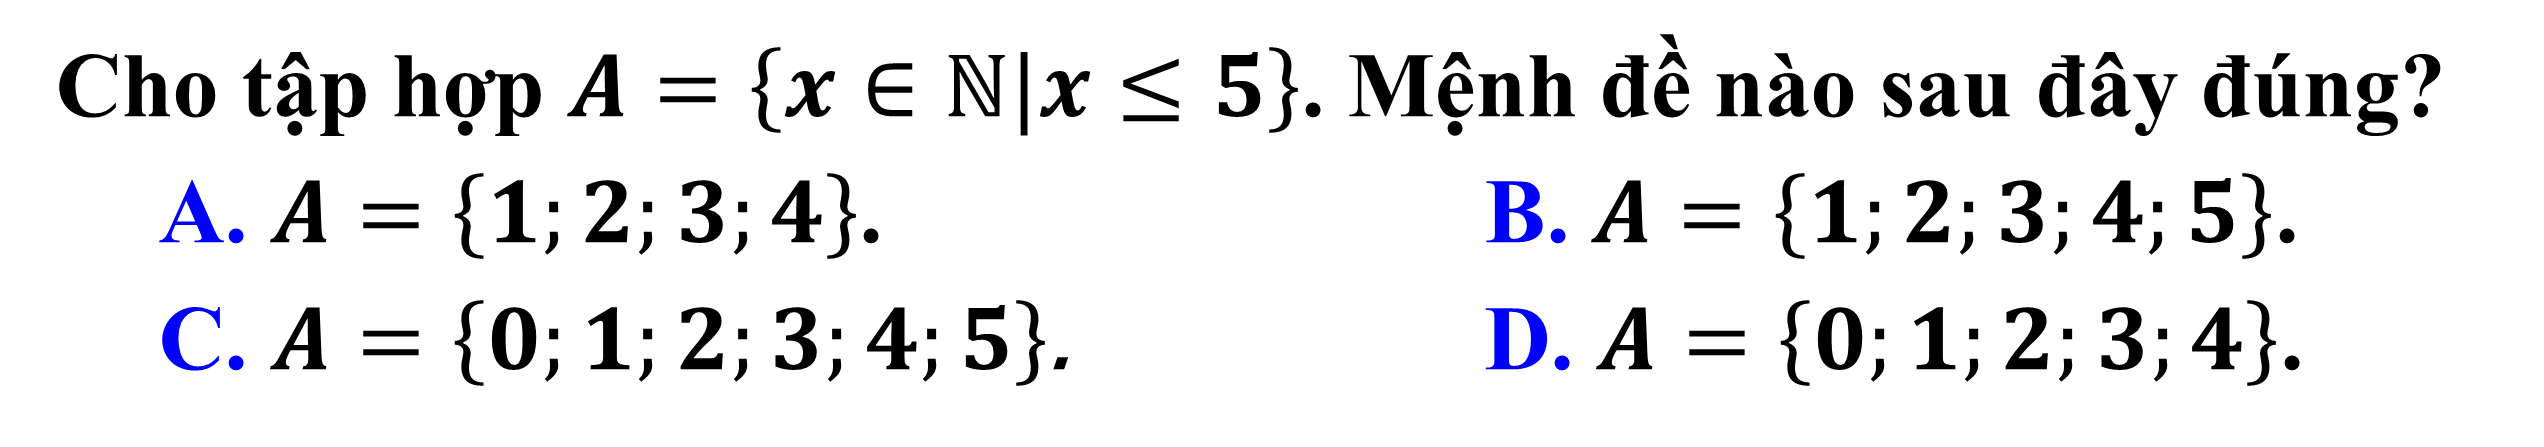 Cho tập hợp A = {x ∈ ℕ|x ≤ 5}. Mệnh đề nào sau đây đúng?
A. A = {1; 2; 3; 4}. B. A = {1; 2; 3; 4; 5}.
C. A = {0; 1; 2; 3; 4; 5}. D. A = {0; 1; 2; 3; 4}.